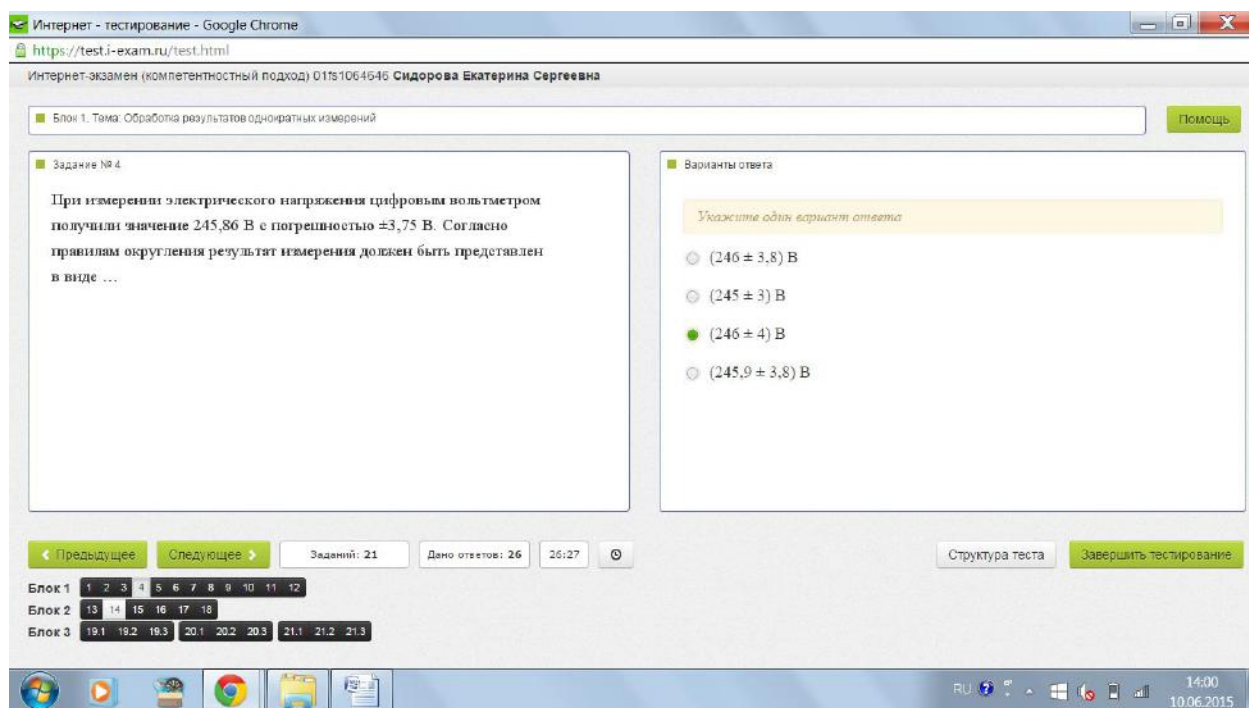 Интернет - тестирование - Google Chrome
https://test.i-exam.ru/test.html
Интернет-экзамен (компетентностный подход) 01fs1064646 Сидорова Екатерина Сергеевна
Блок 1. Тема: Обработка результатов однократных измерений
Помощь
Задание № 4
При измерении электрического напряжения цифровым вольтметром
получили значение 245,86 В с погрешностью ±3,75 В. Согласно
правилам округления результат измерения должен быть представлен
в виде …
Варианты ответа
Укажите один вариант ответа
(246 ± 3,8) В
(245 ± 3) В
(246 ± 4) В
(245,9 ± 3,8) В
Предыдущее
Следующее
Заданий: 21
Дано ответов: 26
26:27
Структура теста
Завершить тестирование
Блок 1 1 2 3 4 5 6 7 8 9 10 11 12
Блок 2 13 14 15 16 17 18
Блок 3 19.1 19.2 19.3 20.1 20.2 20.3 21.1 21.2 21.3
RU
14:00
10.06.2015